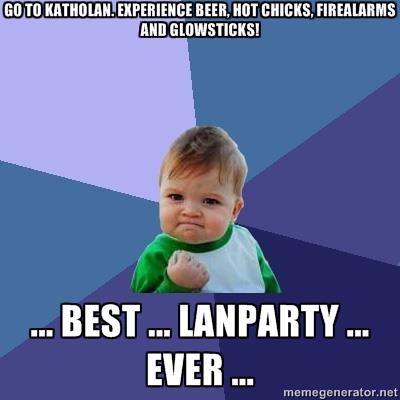 GO TO KATHOLAN. EXPERIENCE BEER, HOT CHICKS, FIREALARMS
AND GLOWSTICKS!
... BEST ... LANPARTY ...
EVER ...
memegenerator.net